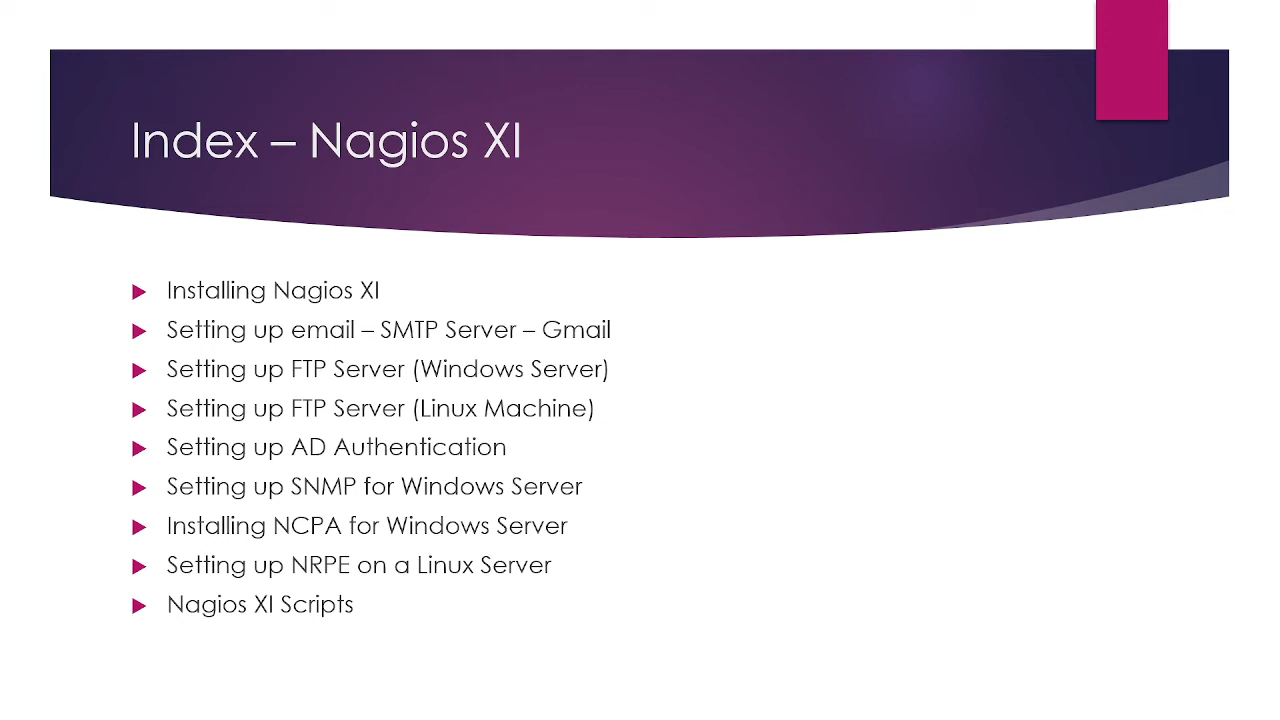 Index – Nagios XI
Installing Nagios XI
Setting up email – SMTP Server – Gmail
Setting up FTP Server (Windows Server)
Setting up FTP Server (Linux Machine)
Setting up AD Authentication
Setting up SNMP for Windows Server
Installing NCPA for Windows Server
Setting up NRPE on a Linux Server
Nagios XI Scripts